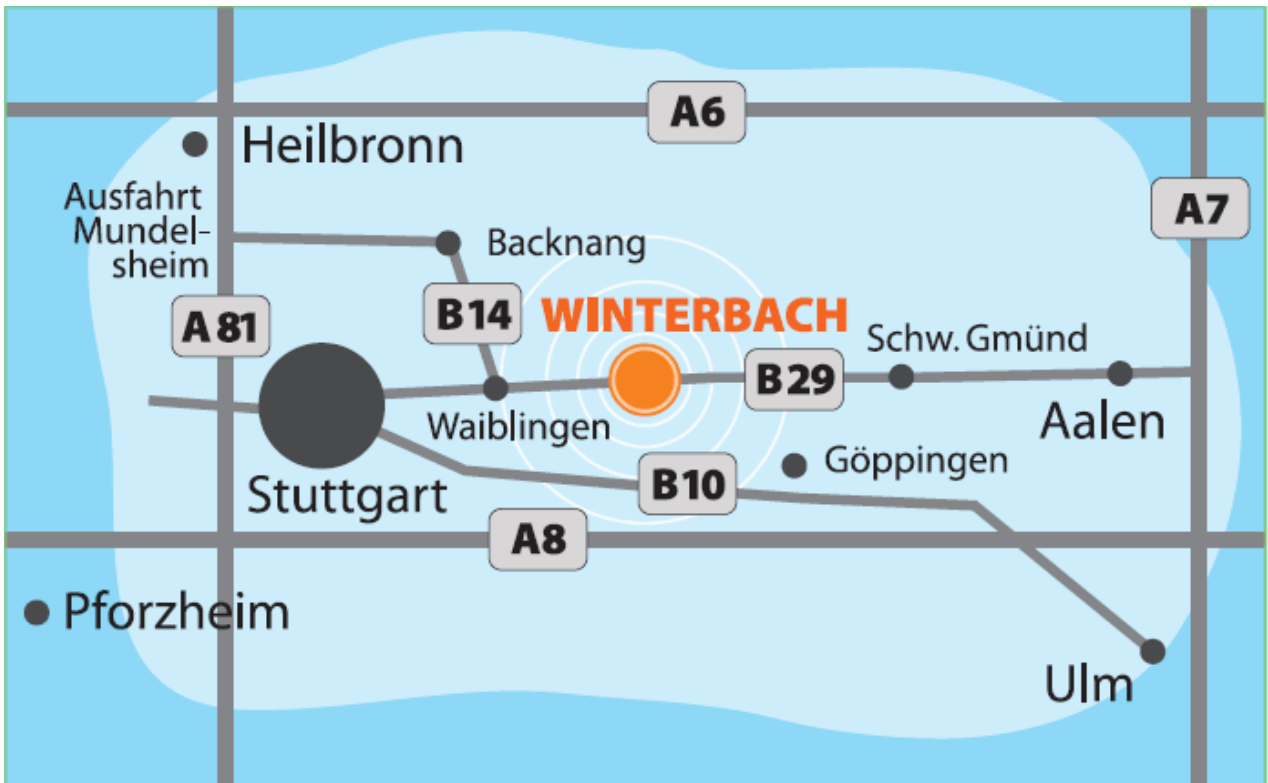 A6
Heilbronn
Ausfahrt
Mundel-
sheim
A7
Backnang
A 81
B14
WINTERBACH
Schw. Gmünd
B 29
Waiblingen
Aalen
Göppingen
B10
Stuttgart
A8
Pforzheim
Ulm